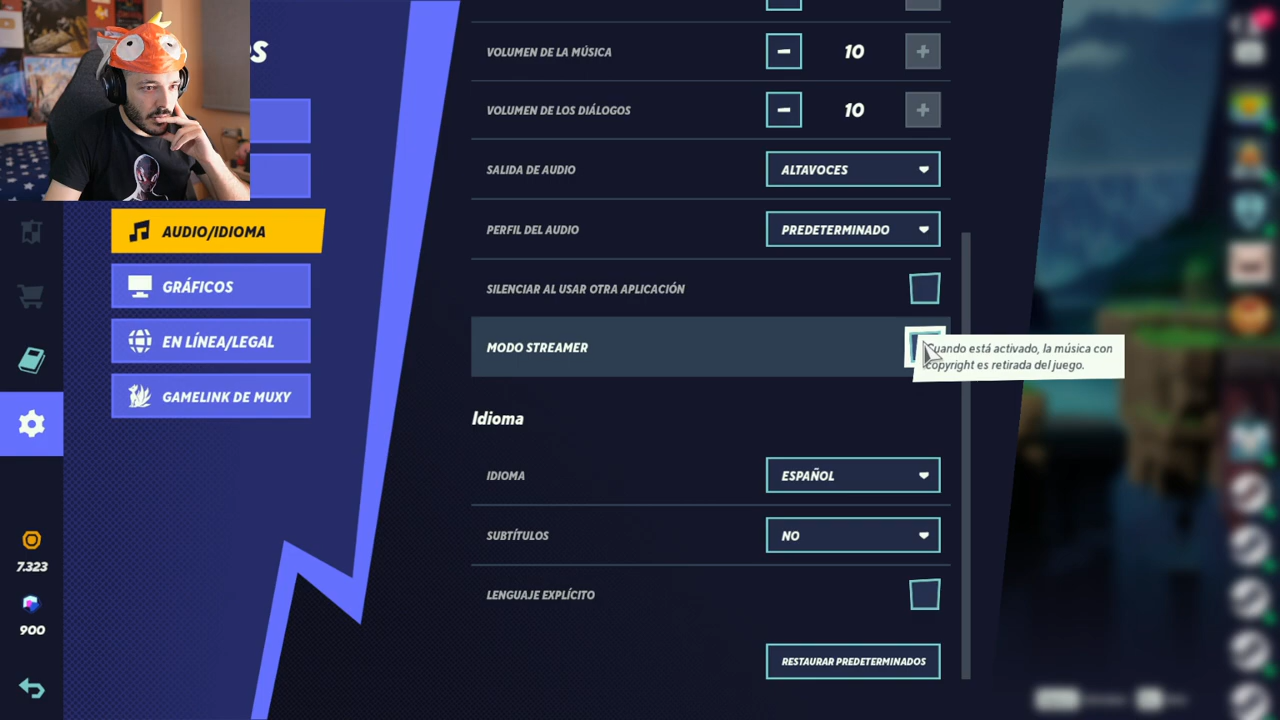 S
VOLUMEN DE LA MÚSICA
10
VOLUMEN DE LOS DIÁLOGOS
10
SALIDA DE AUDIO
ALTAVOCES
PERFIL DEL AUDIO
PREDETERMINADO
SILENCIAR AL USAR OTRA APLICACIÓN
MODO STREAMER
Cuando está activado, la música con
copyright es retirada del juego.
Idioma
IDIOMA
ESPAÑOL
SUBTÍTULOS
NO
LENGUAJE EXPLÍCITO
RESTAURAR PREDETERMINADOS
AUDIO/IDIOMA
GRÁFICOS
EN LÍNEA/LEGAL
GAMELINK DE MUXY
7.323
900